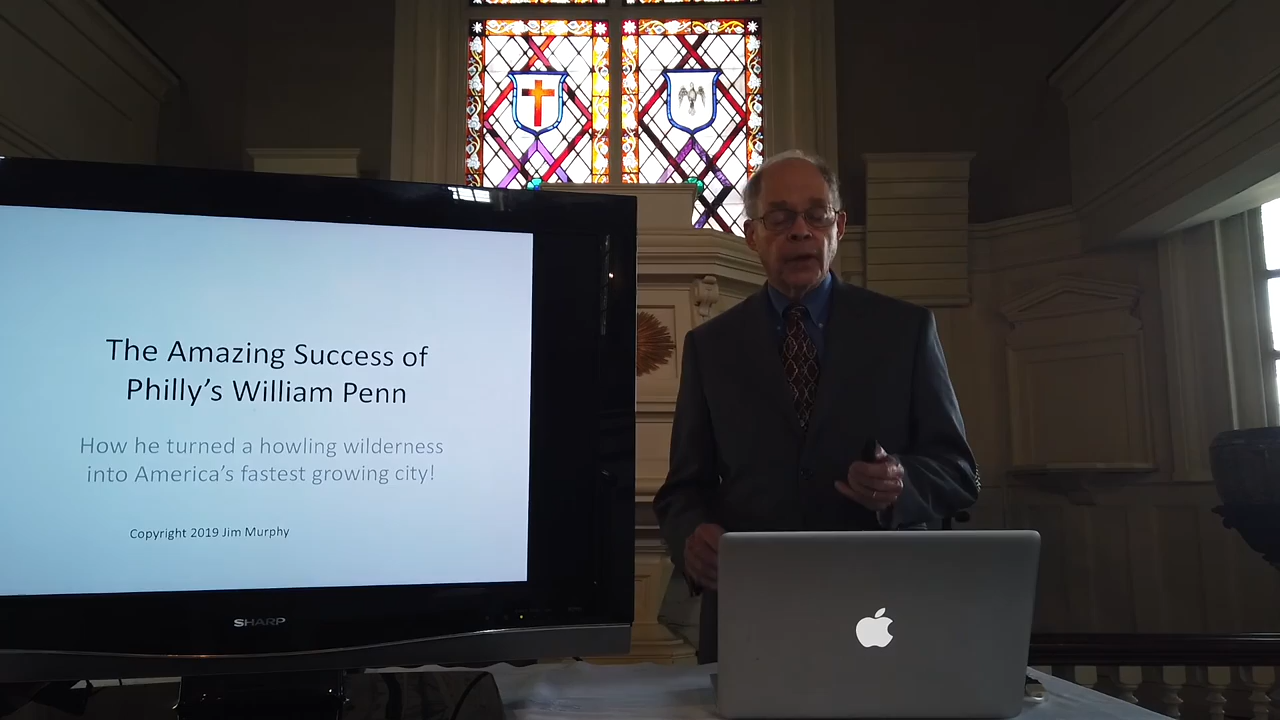 The Amazing Success of
Philly’s William Penn
How he turned a howling wilderness
into America’s fastest growing city!
Copyright 2019 Jim Murphy
SHARP